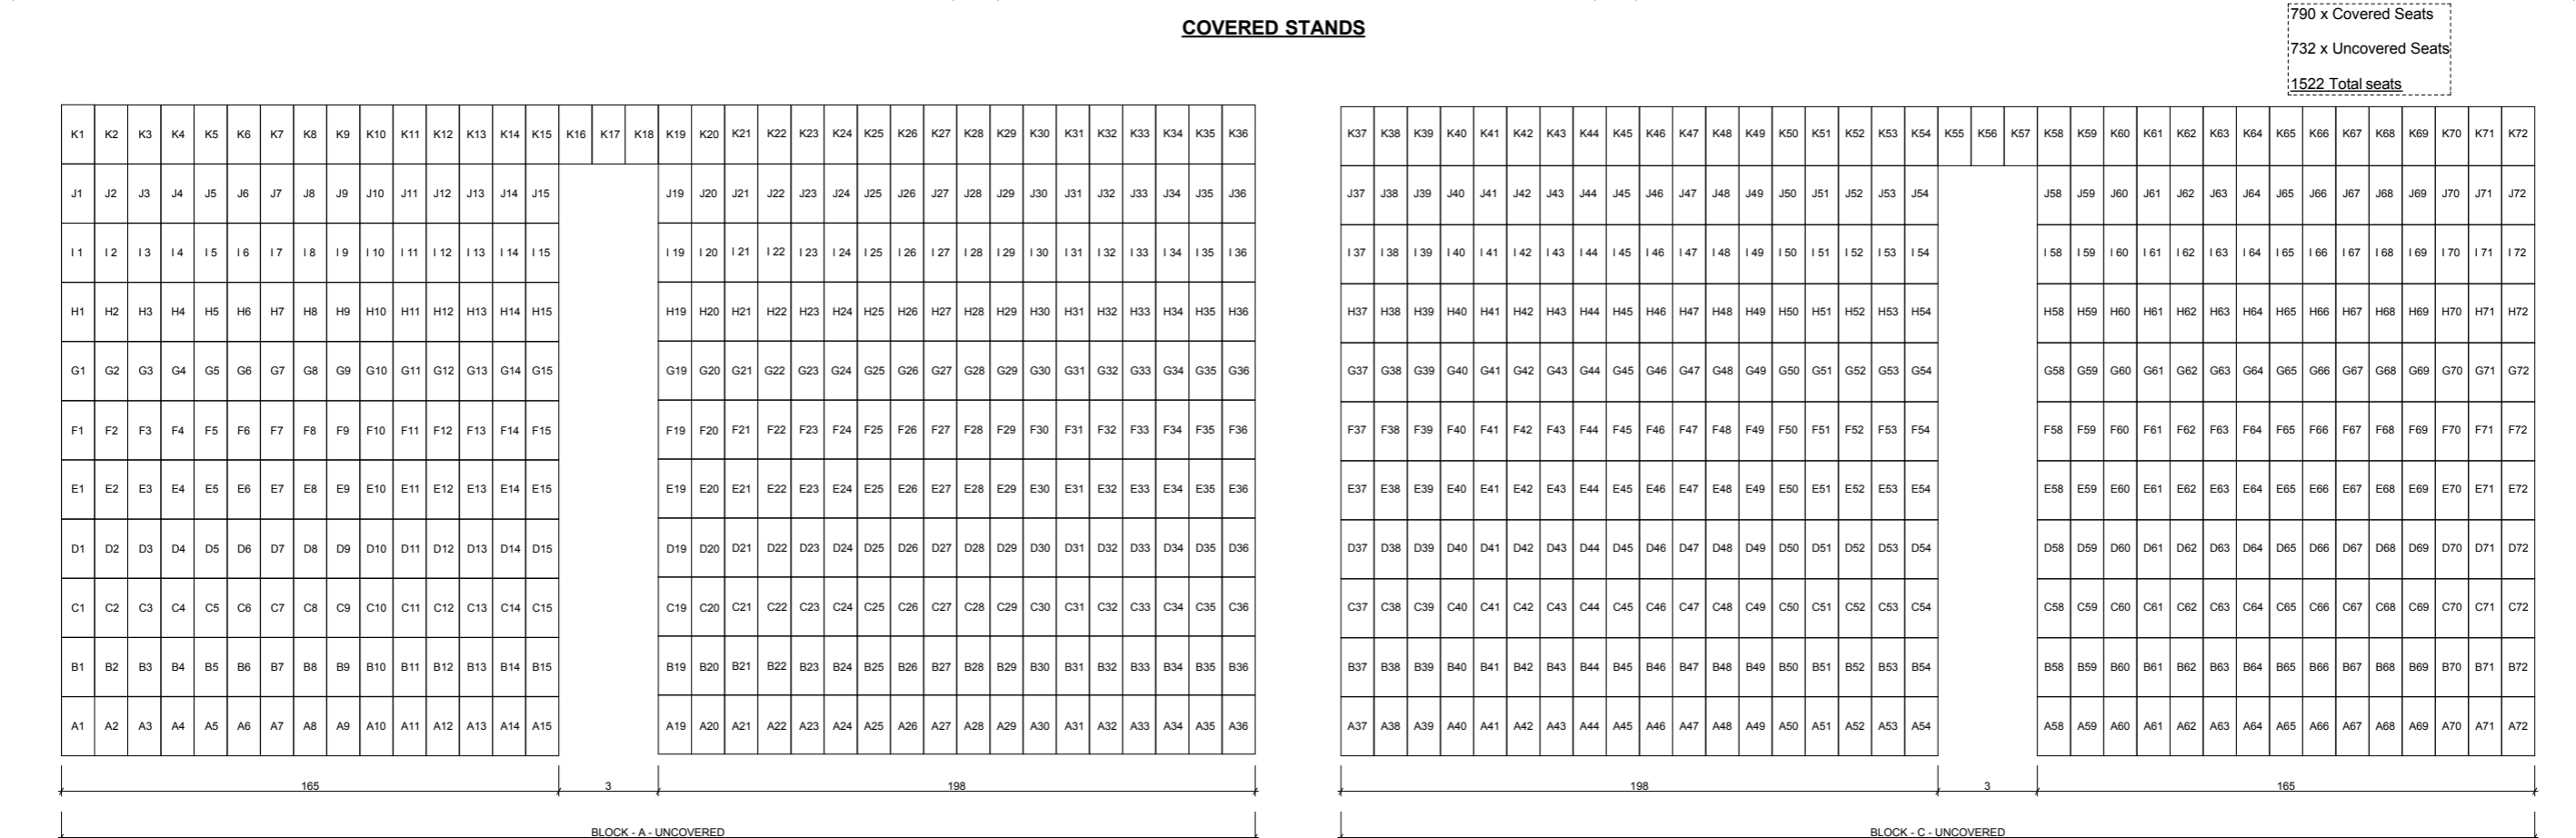 COVERED STANDS
790 x Covered Seats
732 x Uncovered Seats
1522 Total seats
K1 K2 K3 K4 K5 K6 K7 K8 K9 K10 K11 K12 K13 K14 K15 K16 K17 K18 K19 K20 K21 K22 K23 K24 K25 K26 K27 K28 K29 K30 K31 K32 K33 K34 K35 K36 K37 K38 K39 K40 K41 K42 K43 K44 K45 K46 K47 K48 K49 K50 K51 K52 K53 K54 K55 K56 K57 K58 K59 K60 K61 K62 K63 K64 K65 K66 K67 K68 K69 K70 K71 K72
J1 J2 J3 J4 J5 J6 J7 J8 J9 J10 J11 J12 J13 J14 J15 J19 J20 J21 J22 J23 J24 J25 J26 J27 J28 J29 J30 J31 J32 J33 J34 J35 J36 J37 J38 J39 J40 J41 J42 J43 J44 J45 J46 J47 J48 J49 J50 J51 J52 J53 J54 J58 J59 J60 J61 J62 J63 J64 J65 J66 J67 J68 J69 J70 J71 J72
I 1 I 2 I 3 I 4 I 5 I 6 I 7 I 8 I 9 I 10 I 11 I 12 I 13 I 14 I 15 I 19 I 20 I 21 I 22 I 23 I 24 I 25 I 26 I 27 I 28 I 29 I 30 I 31 I 32 I 33 I 34 I 35 I 36 I 37 I 38 I 39 I 40 I 41 I 42 I 43 I 44 I 45 I 46 I 47 I 48 I 49 I 50 I 51 I 52 I 53 I 54 I 58 I 59 I 60 I 61 I 62 I 63 I 64 I 65 I 66 I 67 I 68 I 69 I 70 I 71 I 72
H1 H2 H3 H4 H5 H6 H7 H8 H9 H10 H11 H12 H13 H14 H15 H19 H20 H21 H22 H23 H24 H25 H26 H27 H28 H29 H30 H31 H32 H33 H34 H35 H36 H37 H38 H39 H40 H41 H42 H43 H44 H45 H46 H47 H48 H49 H50 H51 H52 H53 H54 H58 H59 H60 H61 H62 H63 H64 H65 H66 H67 H68 H69 H70 H71 H72
G1 G2 G3 G4 G5 G6 G7 G8 G9 G10 G11 G12 G13 G14 G15 G19 G20 G21 G22 G23 G24 G25 G26 G27 G28 G29 G30 G31 G32 G33 G34 G35 G36 G37 G38 G39 G40 G41 G42 G43 G44 G45 G46 G47 G48 G49 G50 G51 G52 G53 G54 G58 G59 G60 G61 G62 G63 G64 G65 G66 G67 G68 G69 G70 G71 G72
F1 F2 F3 F4 F5 F6 F7 F8 F9 F10 F11 F12 F13 F14 F15 F19 F20 F21 F22 F23 F24 F25 F26 F27 F28 F29 F30 F31 F32 F33 F34 F35 F36 F37 F38 F39 F40 F41 F42 F43 F44 F45 F46 F47 F48 F49 F50 F51 F52 F53 F54 F58 F59 F60 F61 F62 F63 F64 F65 F66 F67 F68 F69 F70 F71 F72
E1 E2 E3 E4 E5 E6 E7 E8 E9 E10 E11 E12 E13 E14 E15 E19 E20 E21 E22 E23 E24 E25 E26 E27 E28 E29 E30 E31 E32 E33 E34 E35 E36 E37 E38 E39 E40 E41 E42 E43 E44 E45 E46 E47 E48 E49 E50 E51 E52 E53 E54 E58 E59 E60 E61 E62 E63 E64 E65 E66 E67 E68 E69 E70 E71 E72
D1 D2 D3 D4 D5 D6 D7 D8 D9 D10 D11 D12 D13 D14 D15 D19 D20 D21 D22 D23 D24 D25 D26 D27 D28 D29 D30 D31 D32 D33 D34 D35 D36 D37 D38 D39 D40 D41 D42 D43 D44 D45 D46 D47 D48 D49 D50 D51 D52 D53 D54 D58 D59 D60 D61 D62 D63 D64 D65 D66 D67 D68 D69 D70 D71 D72
C1 C2 C3 C4 C5 C6 C7 C8 C9 C10 C11 C12 C13 C14 C15 C19 C20 C21 C22 C23 C24 C25 C26 C27 C28 C29 C30 C31 C32 C33 C34 C35 C36 C37 C38 C39 C40 C41 C42 C43 C44 C45 C46 C47 C48 C49 C50 C51 C52 C53 C54 C58 C59 C60 C61 C62 C63 C64 C65 C66 C67 C68 C69 C70 C71 C72
B1 B2 B3 B4 B5 B6 B7 B8 B9 B10 B11 B12 B13 B14 B15 B19 B20 B21 B22 B23 B24 B25 B26 B27 B28 B29 B30 B31 B32 B33 B34 B35 B36 B37 B38 B39 B40 B41 B42 B43 B44 B45 B46 B47 B48 B49 B50 B51 B52 B53 B54 B58 B59 B60 B61 B62 B63 B64 B65 B66 B67 B68 B69 B70 B71 B72
A1 A2 A3 A4 A5 A6 A7 A8 A9 A10 A11 A12 A13 A14 A15 A19 A20 A21 A22 A23 A24 A25 A26 A27 A28 A29 A30 A31 A32 A33 A34 A35 A36 A37 A38 A39 A40 A41 A42 A43 A44 A45 A46 A47 A48 A49 A50 A51 A52 A53 A54 A58 A59 A60 A61 A62 A63 A64 A65 A66 A67 A68 A69 A70 A71 A72
165 3 198 198 3 165
BLOCK - A - UNCOVERED BLOCK - C - UNCOVERED